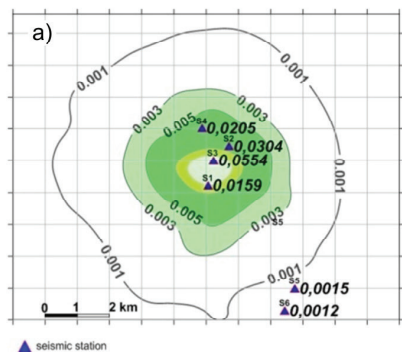 a)
0.001
0.001
0.003
0.003
0.005
S4
0,0205
S2
0,0304
S3
0,0554
0.001
S1
0,0159
0.005
0.003
0.003
S5
0.001
0.001
S5
0,0015
S6
0,0012
0 1 2 km
seismic station